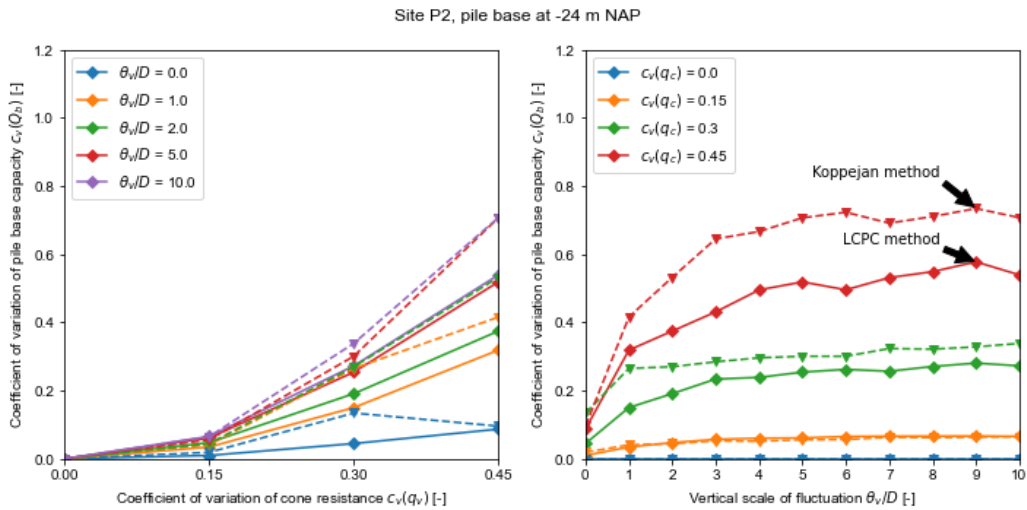 Site P2, pile base at -24 m NAP
Coefficient of variation of pile base capacity c_v(Q_b) [-]
1.2
1.0
0.8
0.6
0.4
0.2
0.0
θ_v/D = 0.0
θ_v/D = 1.0
θ_v/D = 2.0
θ_v/D = 5.0
θ_v/D = 10.0
0.00
0.15
0.30
0.45
Coefficient of variation of cone resistance c_v(q_v) [-]
Coefficient of variation of pile base capacity c_v(Q_b) [-]
1.2
1.0
0.8
0.6
0.4
0.2
0.0
c_v(q_c) = 0.0
c_v(q_c) = 0.15
c_v(q_c) = 0.3
c_v(q_c) = 0.45
Koppejan method
LCPC method
0
1
2
3
4
5
6
7
8
9
10
Vertical scale of fluctuation θ_v/D [-]